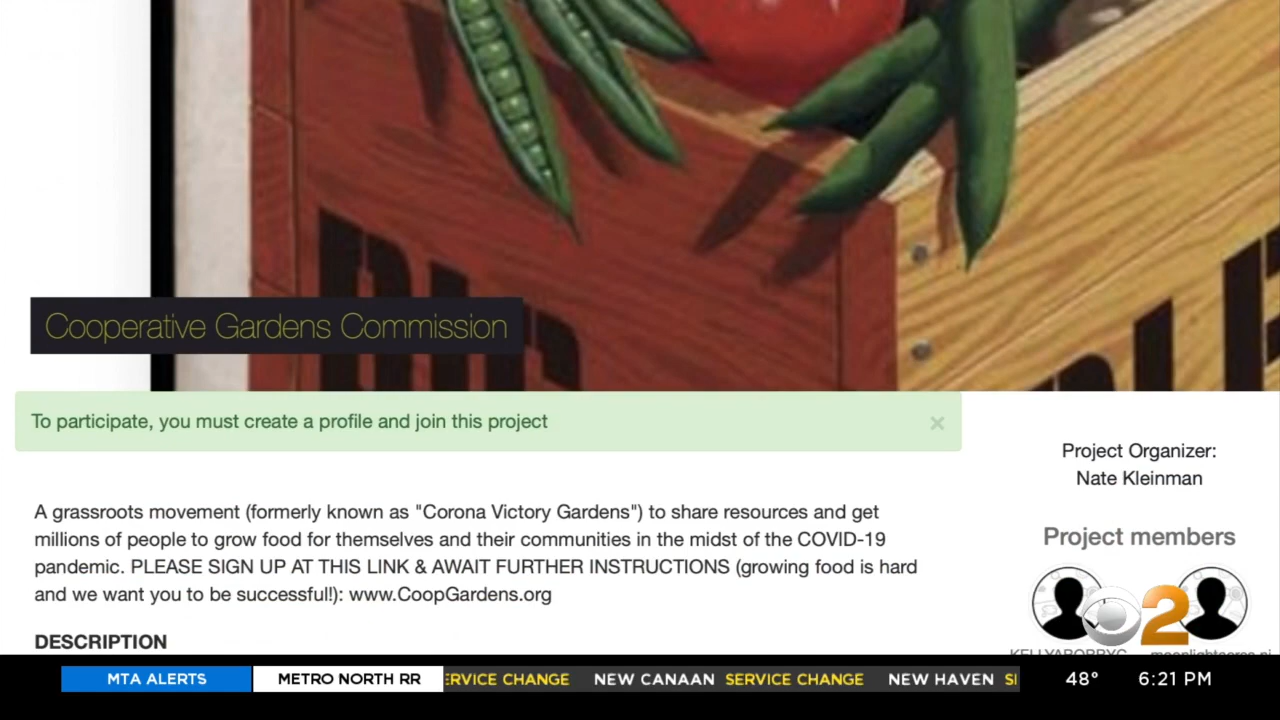 Cooperative Gardens Commission
To participate, you must create a profile and join this project
×
Project Organizer:
Nate Kleinman
A grassroots movement (formerly known as "Corona Victory Gardens") to share resources and get
millions of people to grow food for themselves and their communities in the midst of the COVID-19
pandemic. PLEASE SIGN UP AT THIS LINK & AWAIT FURTHER INSTRUCTIONS (growing food is hard
and we want you to be successful!): www.CoopGardens.org
Project members
DESCRIPTION
2
MTA ALERTS METRO NORTH RR ERVICE CHANGE NEW CANAAN SERVICE CHANGE NEW HAVEN 48° 6:21 PM